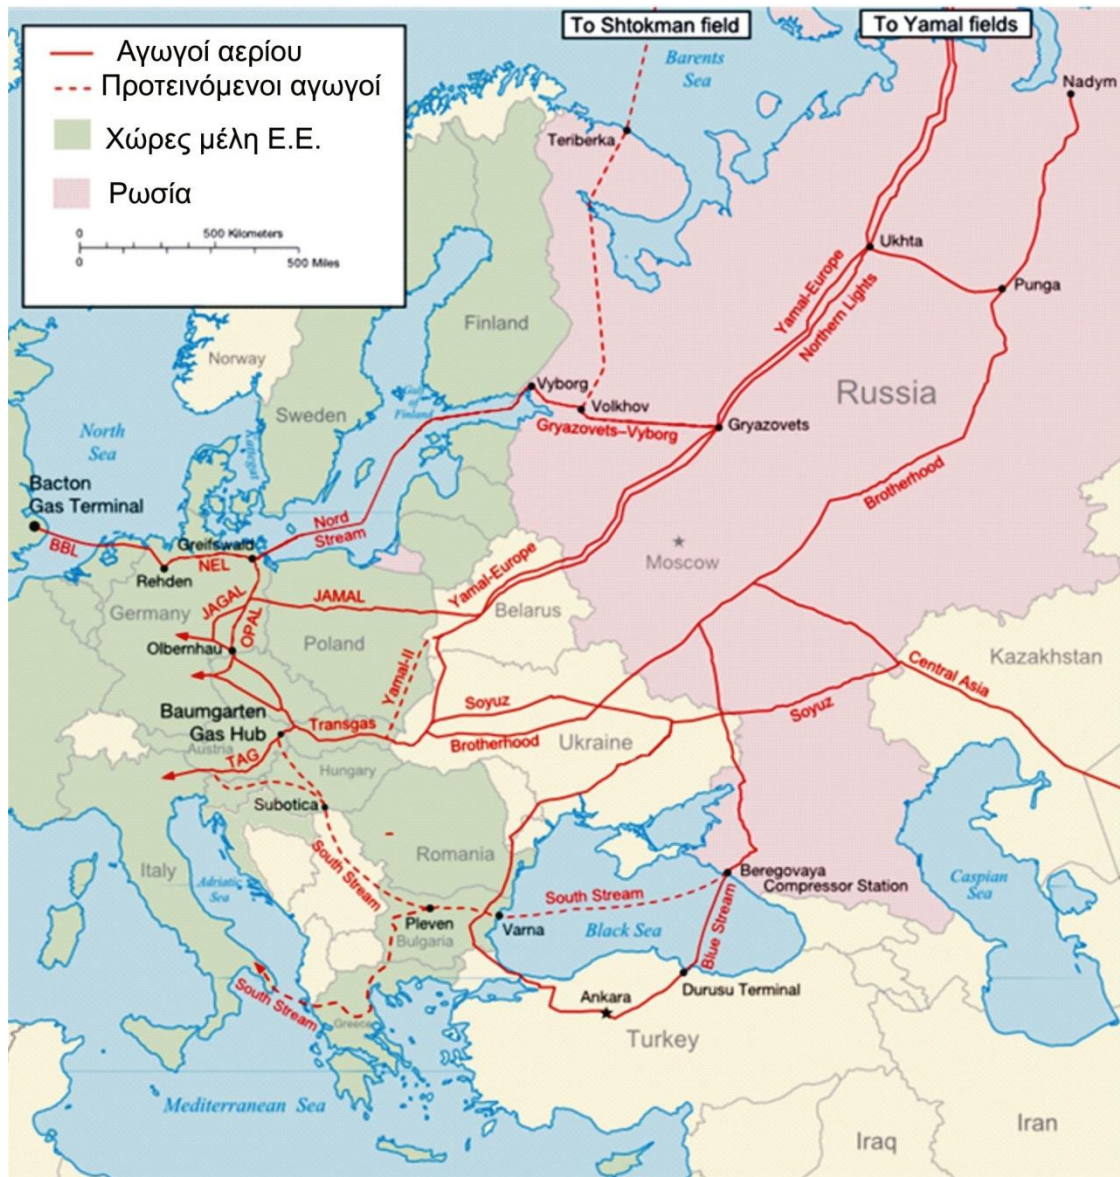 To Shtokman field
To Yamal fields
Αγωγοί αερίου
Προτεινόμενοι αγωγοί
Χώρες μέλη Ε.Ε.
Ρωσία
0 500 Kilometers
0 500 Miles
Barents
Sea
Nadym
Teriberka
Ukhta
Punga
Yamal-Europe
Northern Lights
Finland
Norway
Russia
Vyborg
Gulf
of
Finland
Volkhov
Sweden
Gryazovets–Vyborg
Gryazovets
North
Sea
Kattegat
Brotherhood
Bacton
Gas Terminal
Nord
Stream
BBL
Greifswald
NEL
Rehden
Moscow
Yamal-Europe
JAGAL
JAMAL
Germany
OPAL
Belarus
Poland
Olbernhau
Yamal-II
Kazakhstan
Central Asia
Soyuz
Soyuz
Baumgarten
Gas Hub
Transgas
Brotherhood
Ukraine
Austria
TAG
Hungary
Subotica
South Stream
Romania
Italy
Adriatic
Sea
Beregovaya
Compressor Station
Caspian
Sea
South Stream
Pleven
Bulgaria
Varna
Black Sea
Blue Stream
South Stream
Greece
Ankara
Durusu Terminal
Turkey
Mediterranean Sea
Iraq
Iran